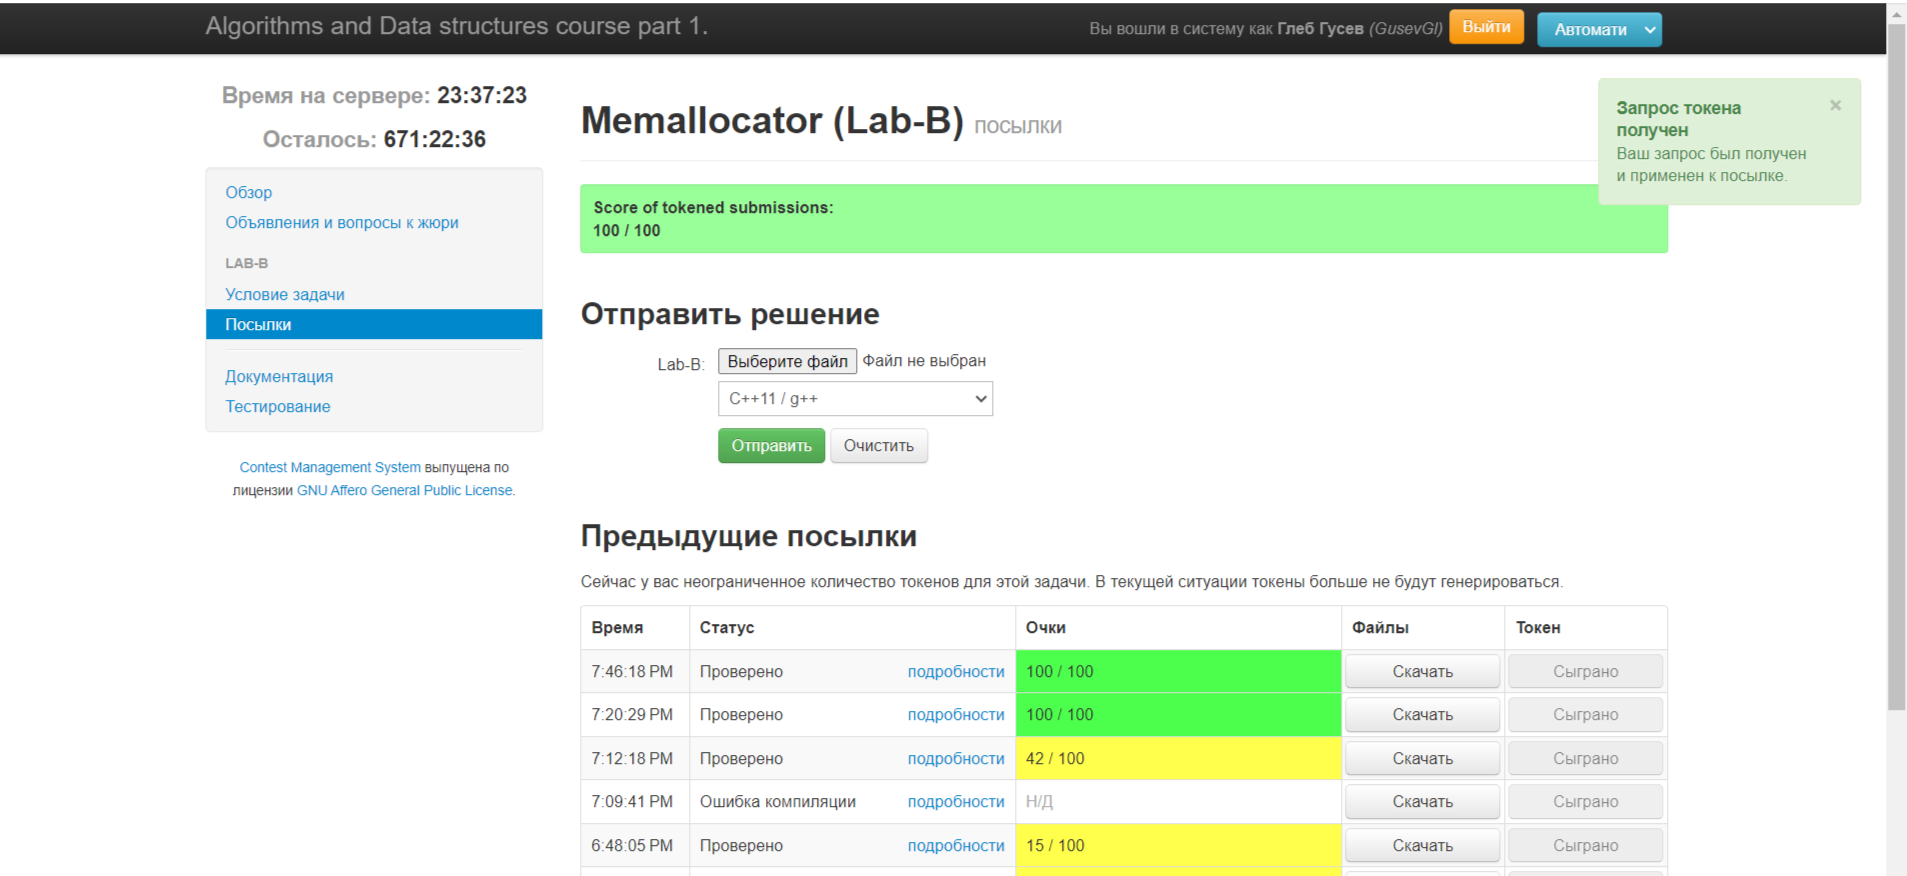 Algorithms and Data structures course part 1.
Вы вошли в систему как Глеб Гусев (GusevGl) Выйти Автомати
Время на сервере: 23:37:23
Осталось: 671:22:36
Обзор
Объявления и вопросы к жюри
LAB-B
Условие задачи
Посылки
Документация
Тестирование
Contest Management System выпущена по
лицензии GNU Affero General Public License.
Memallocator (Lab-B) посылки
Запрос токена ×
получен
Ваш запрос был получен
и применен к посылке.
Score of tokened submissions:
100 / 100
Отправить решение
Lab-B: Выберите файл Файл не выбран
C++11 / g++
Отправить Очистить
Предыдущие посылки
Сейчас у вас неограниченное количество токенов для этой задачи. В текущей ситуации токены больше не будут генерироваться.
Время Статус Очки Файлы Токен
7:46:18 PM Проверено подробности 100 / 100 Скачать Сыграно
7:20:29 PM Проверено подробности 100 / 100 Скачать Сыграно
7:12:18 PM Проверено подробности 42 / 100 Скачать Сыграно
7:09:41 PM Ошибка компиляции подробности Н/Д Скачать Сыграно
6:48:05 PM Проверено подробности 15 / 100 Скачать Сыграно